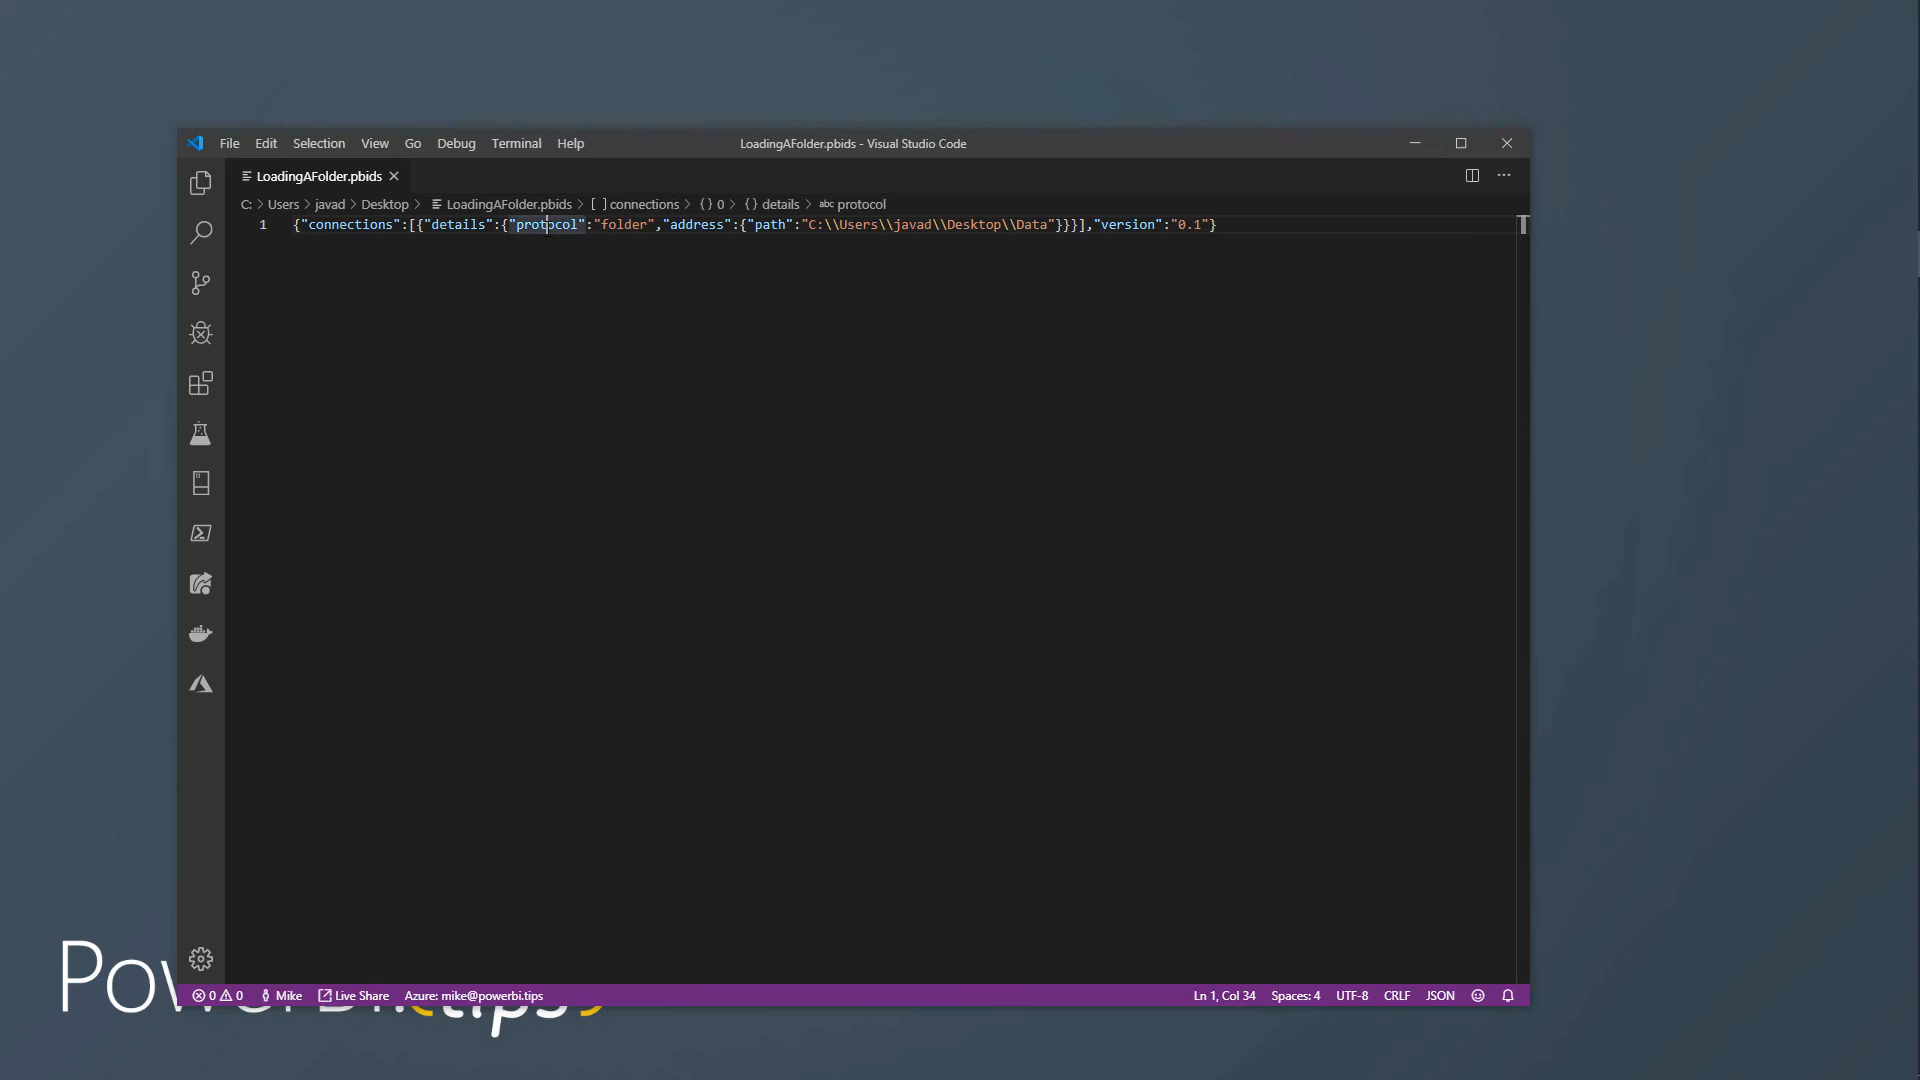 File Edit Selection View Go Debug Terminal Help
LoadingAFolder.pbids - Visual Studio Code
LoadingAFolder.pbids
C: > Users > javad > Desktop > LoadingAFolder.pbids > [ ] connections > { } 0 > { } details > abc protocol
1 {"connections":[{"details":{"protocol":"folder","address":{"path":"C:\\Users\\javad\\Desktop\\Data"}}}],"version":"0.1"}
0 0 Mike Live Share Azure: mike@powerbi.tips Ln 1, Col 34 Spaces: 4 UTF-8 CRLF JSON